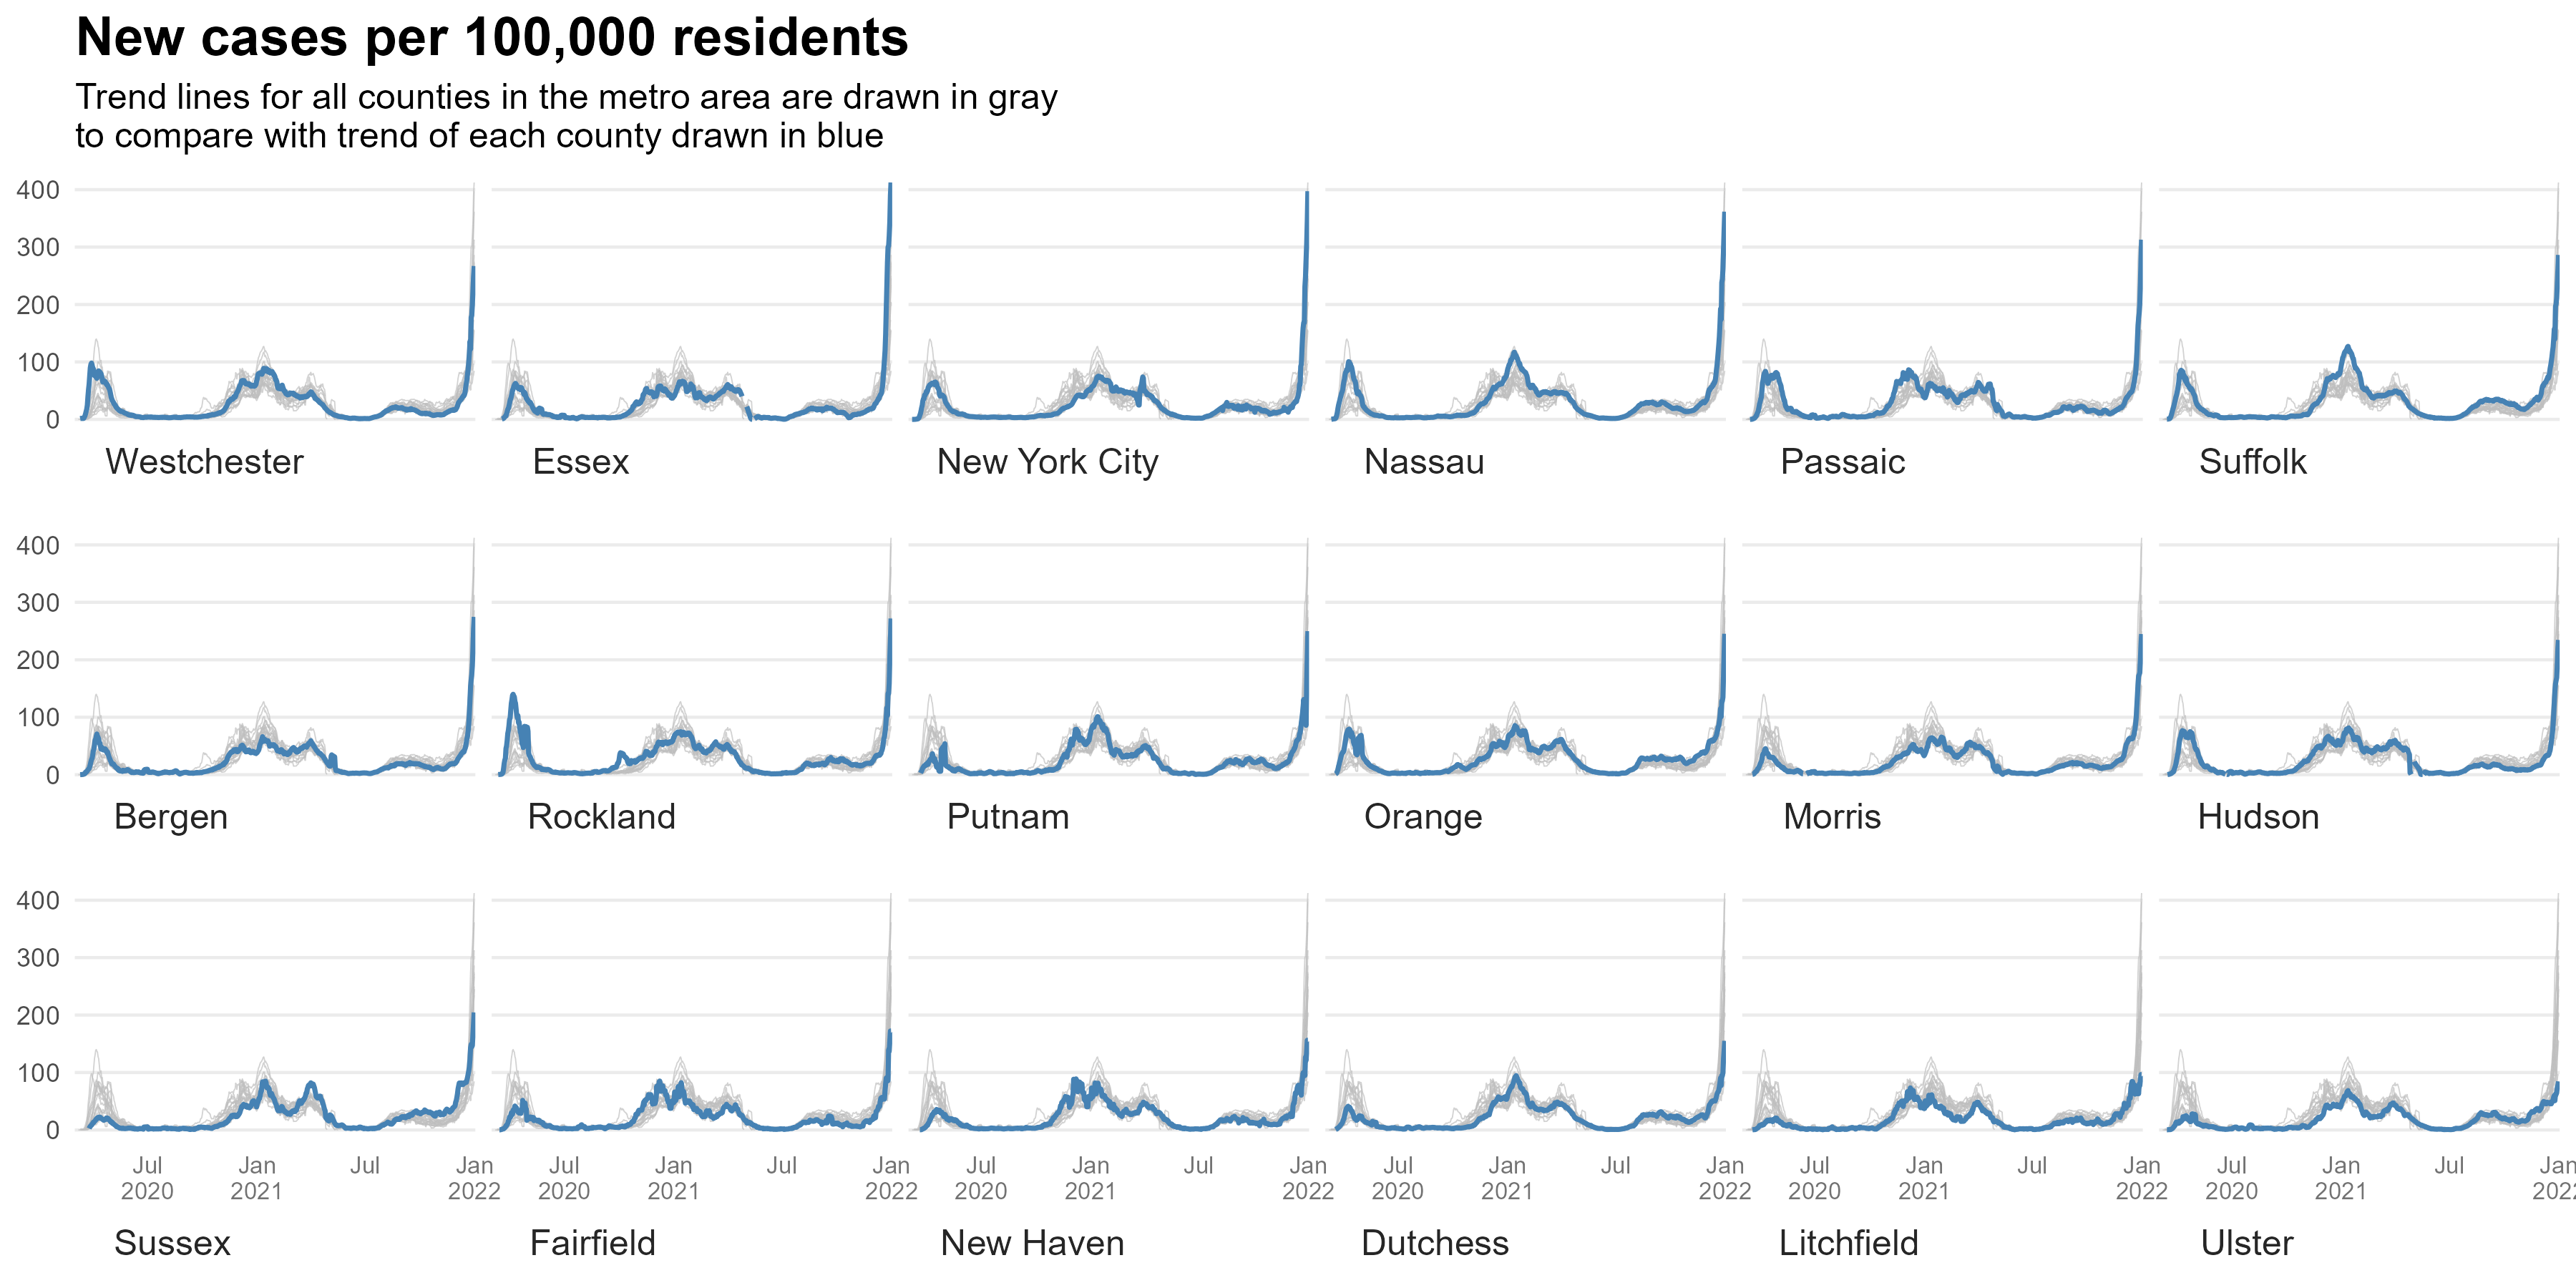 New cases per 100,000 residents
Trend lines for all counties in the metro area are drawn in gray
to compare with trend of each county drawn in blue
400
300
200
100
0
Westchester Essex New York City Nassau Passaic Suffolk
400
300
200
100
0
Bergen Rockland Putnam Orange Morris Hudson
400
300
200
100
0
Jul Jan Jul Jan Jul Jan Jul Jan Jul Jan Jul Jan Jul Jan Jul Jan Jul Jan Jul Jan Jul Jan Jul Jan
2020 2021 2022 2020 2021 2022 2020 2021 2022 2020 2021 2022 2020 2021 2022 2020 2021 2022
Sussex Fairfield New Haven Dutchess Litchfield Ulster